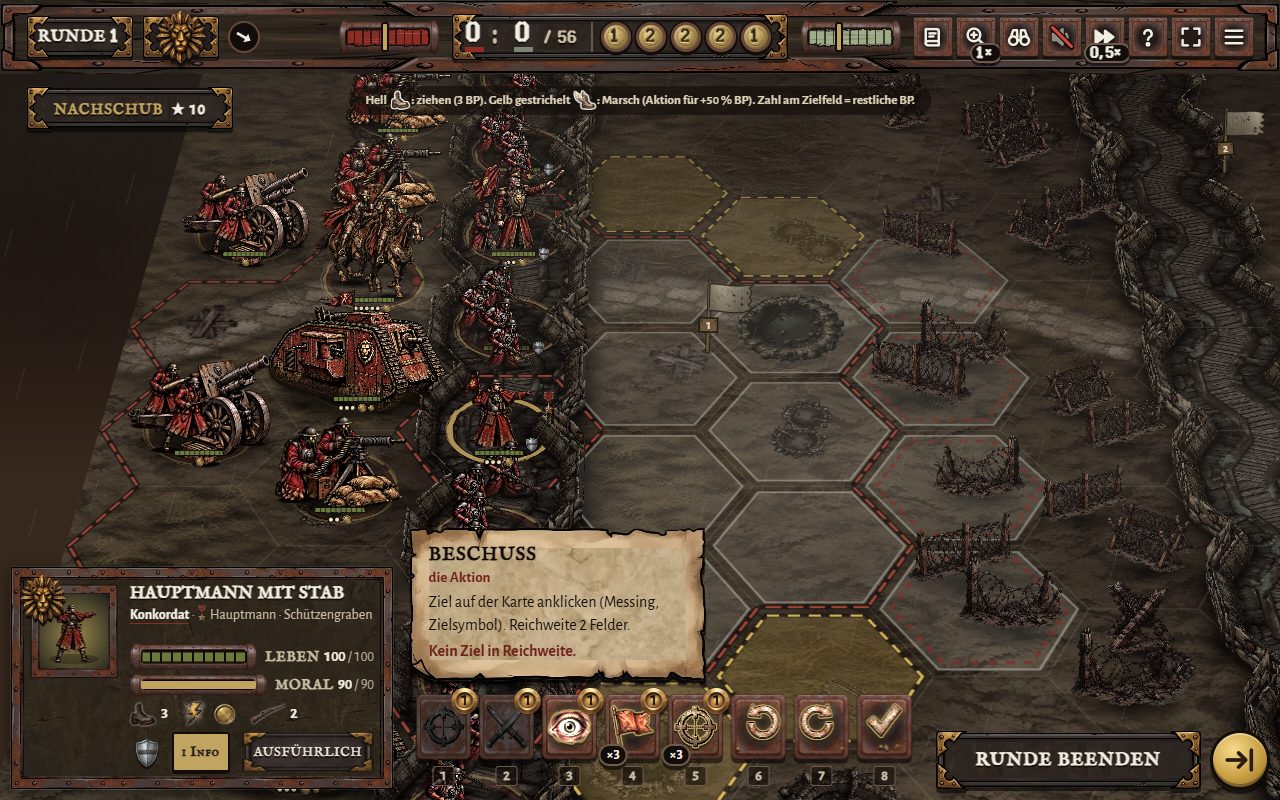 RUNDE 1
0 : 0 / 56
1 2 2 2 1
1×
0,5×
?
NACHSCHUB ★ 10
Hell : ziehen (3 BP). Gelb gestrichelt : Marsch (Aktion für +50 % BP). Zahl am Zielfeld = restliche BP.
2
1
BESCHUSS
die Aktion
Ziel auf der Karte anklicken (Messing,
Zielsymbol). Reichweite 2 Felder.
Kein Ziel in Reichweite.
HAUPTMANN MIT STAB
Konkordat · Hauptmann · Schützengraben
LEBEN 100/100
MORAL 90/90
3 2
1 INFO
AUSFÜHRLICH
1 1 1 1 1
×3 ×3
1 2 3 4 5 6 7 8
RUNDE BEENDEN